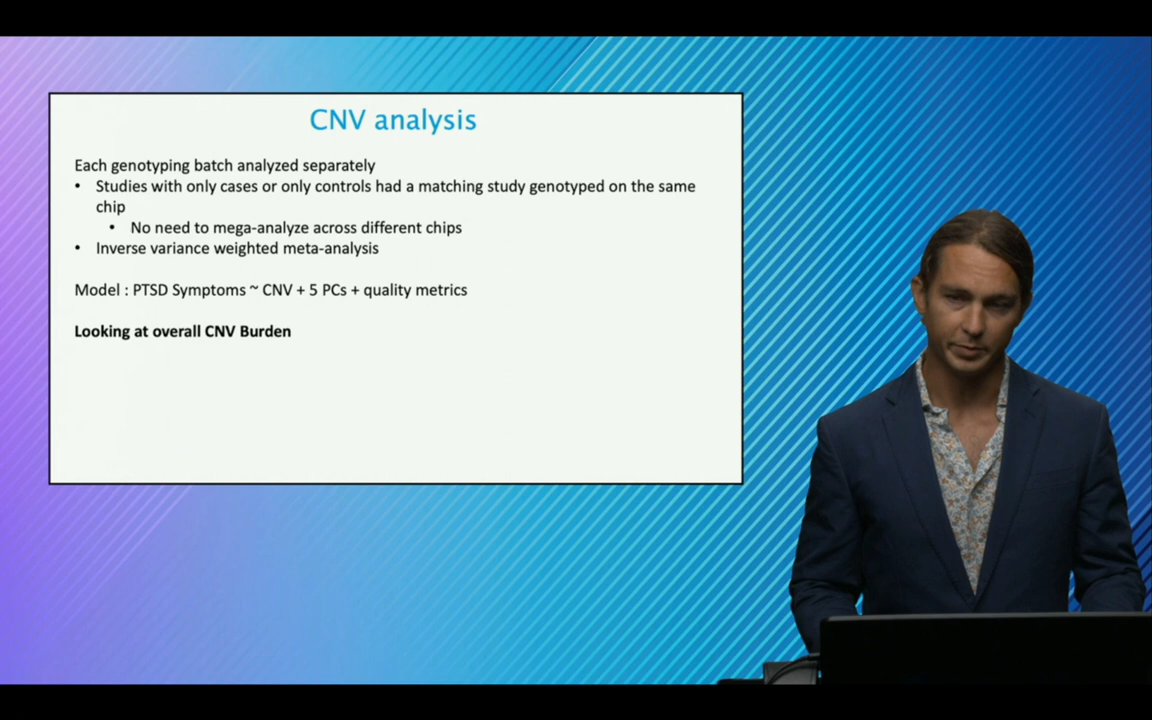 CNV analysis
Each genotyping batch analyzed separately
• Studies with only cases or only controls had a matching study genotyped on the same
chip
• No need to mega-analyze across different chips
• Inverse variance weighted meta-analysis
Model : PTSD Symptoms ~ CNV + 5 PCs + quality metrics
Looking at overall CNV Burden